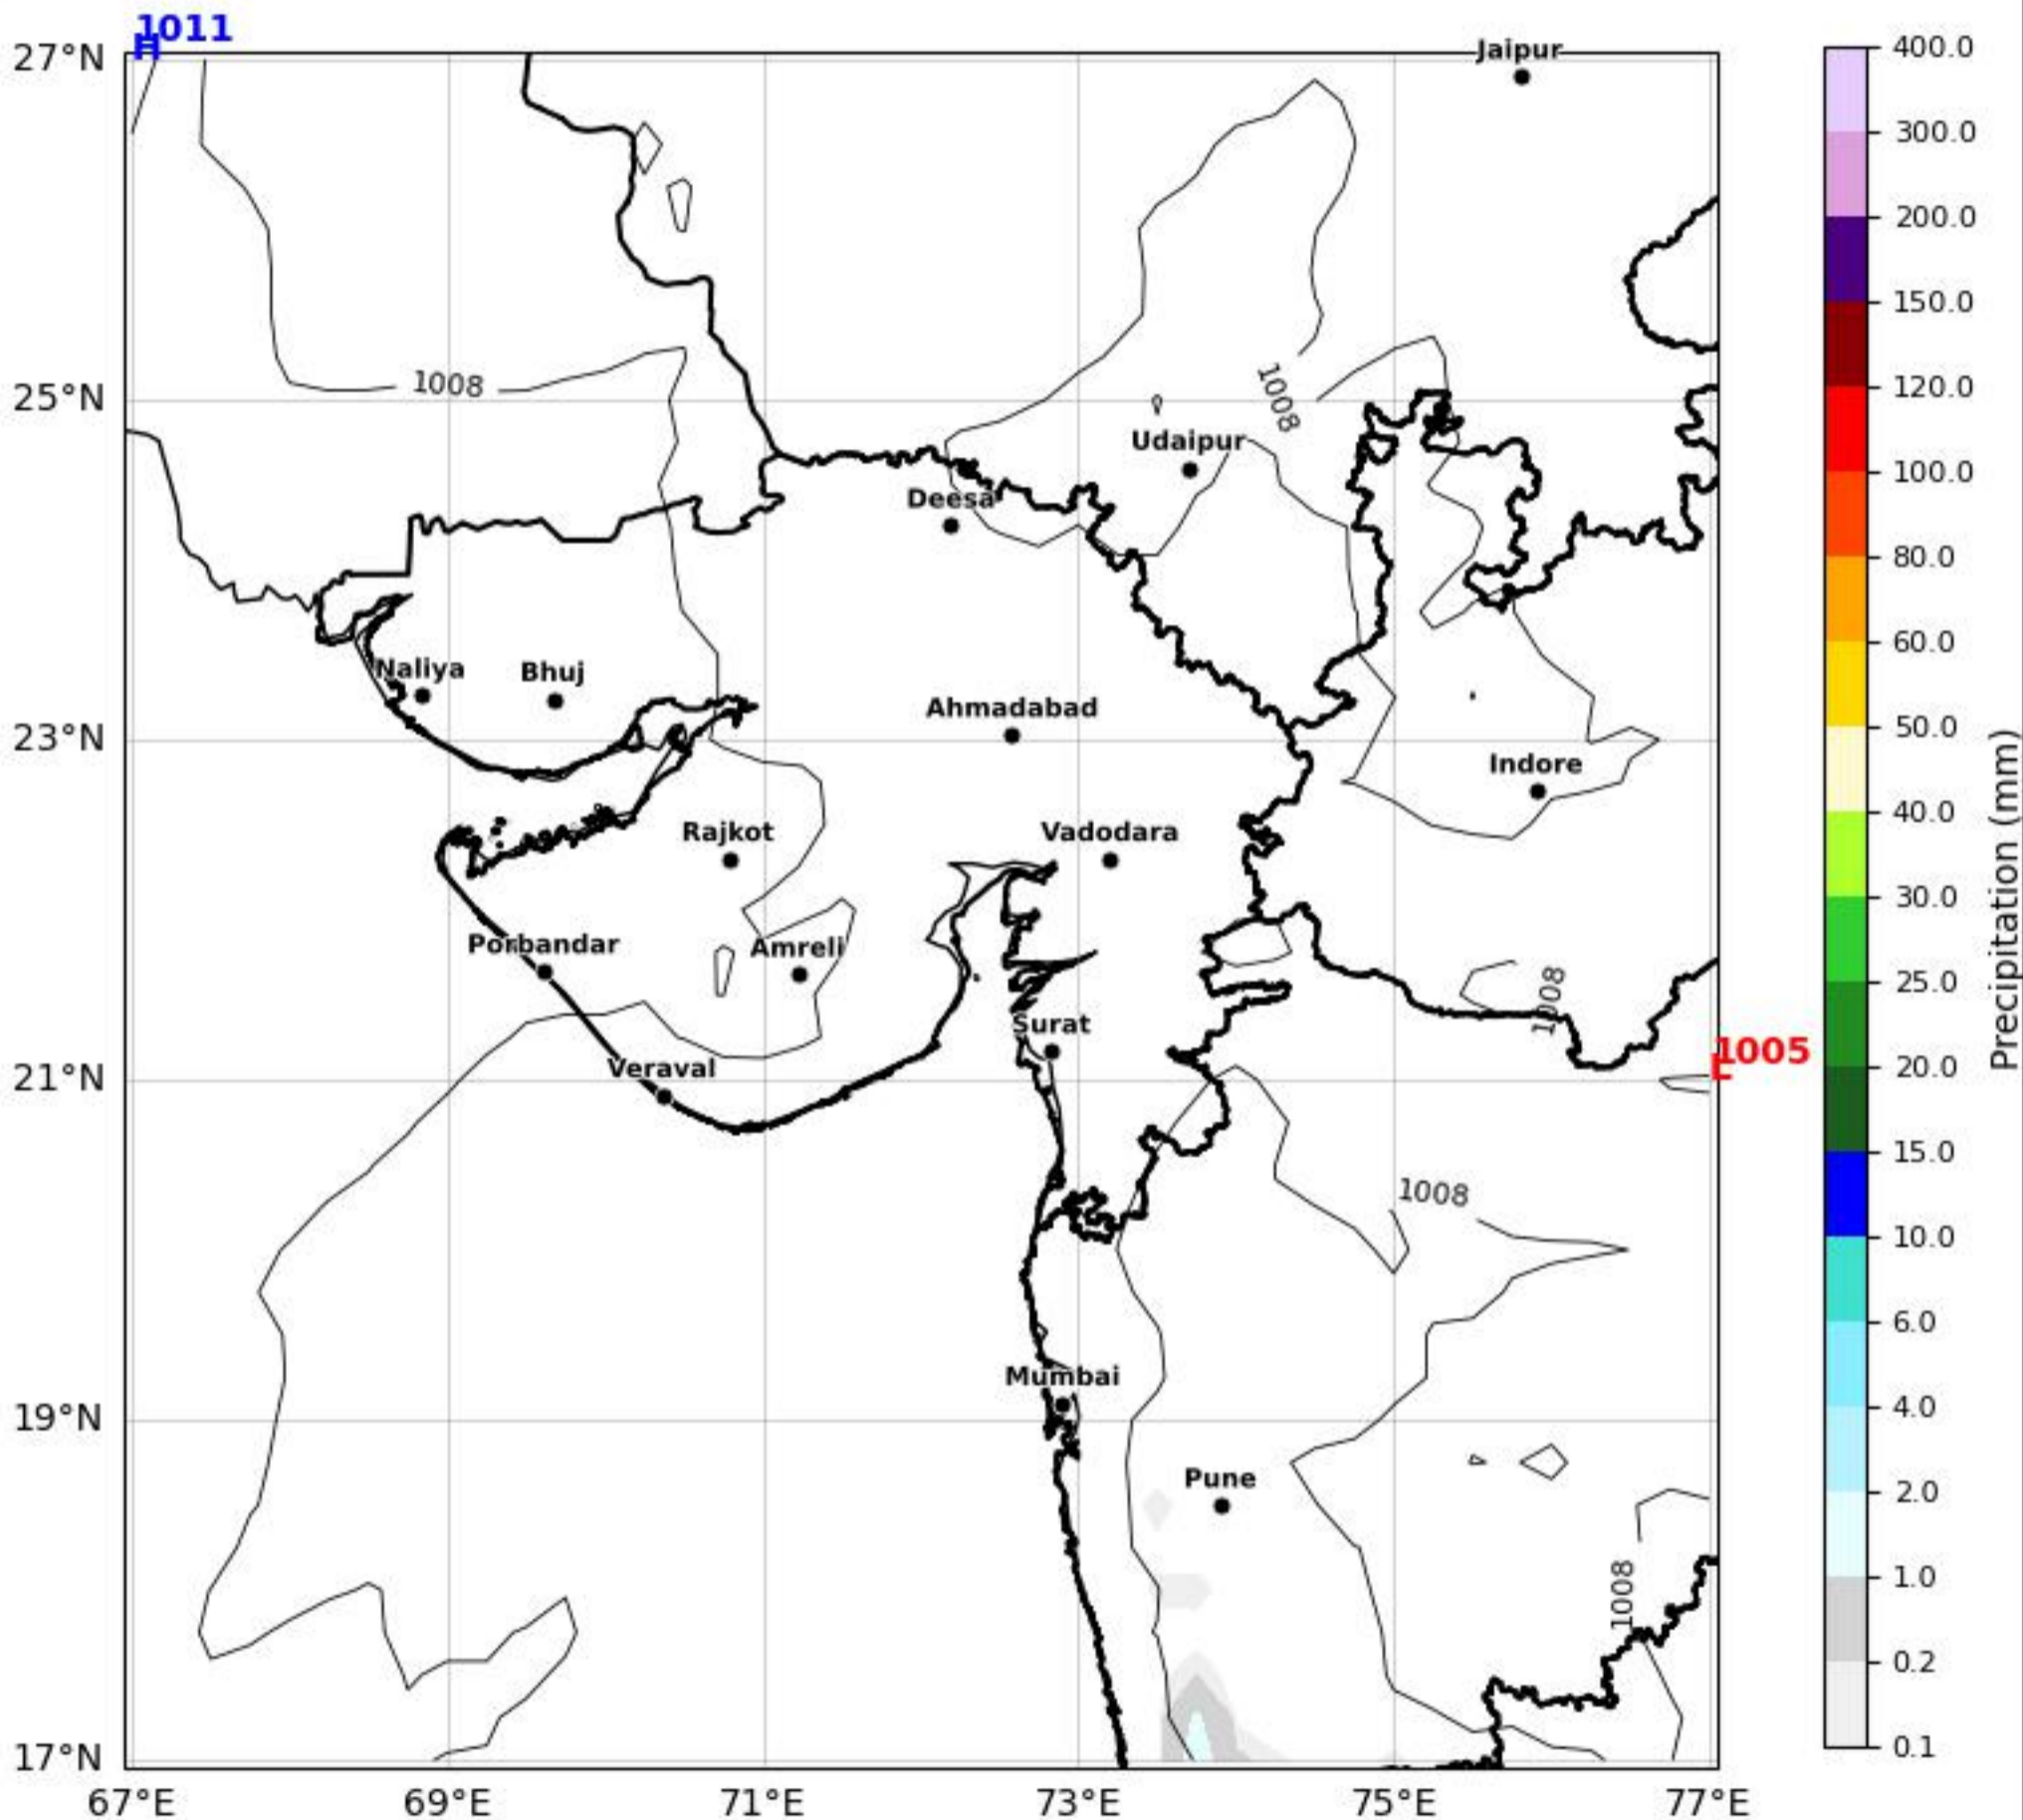 1011
H
27°N
Jaipur
400.0
300.0
200.0
150.0
1008
25°N
1008
120.0
Udaipur
Deesa
100.0
80.0
60.0
Naliya
Bhuj
Ahmadabad
23°N
50.0
Indore
Rajkot
Vadodara
40.0
30.0
Porbandar
Amreli
25.0
1008
Surat
1005
L
Precipitation (mm)
Veraval
21°N
20.0
15.0
1008
10.0
6.0
Mumbai
19°N
4.0
Pune
2.0
1.0
1008
0.2
17°N
0.1
67°E
69°E
71°E
73°E
75°E
77°E